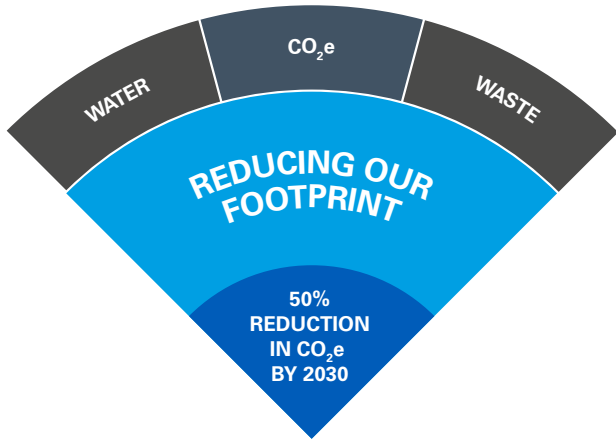 WATER
CO₂e
WASTE
REDUCING OUR
FOOTPRINT
50%
REDUCTION
IN CO₂e
BY 2030